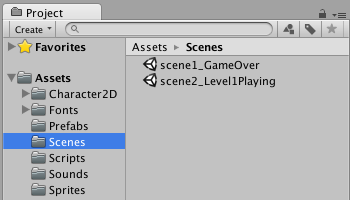 Project
Create
Favorites
Assets
Character2D
Fonts
Prefabs
Scenes
Scripts
Sounds
Sprites
Assets ▸ Scenes
scene1_GameOver
scene2_Level1Playing